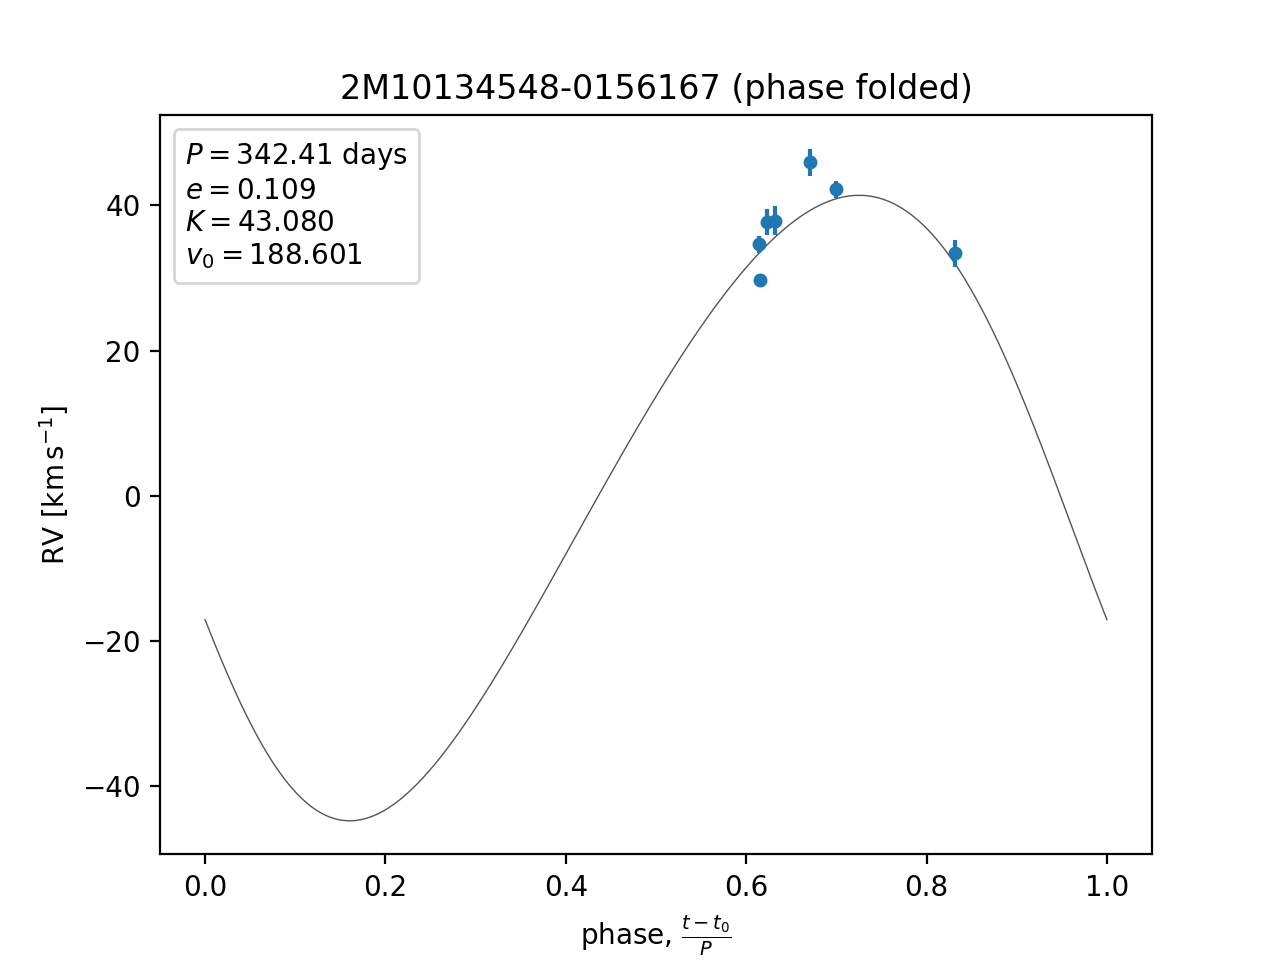 2M10134548-0156167 (phase folded)
P = 342.41 days
e = 0.109
K = 43.080
v₀ = 188.601
RV [km s⁻¹]
40
20
0
−20
−40
0.0 0.2 0.4 0.6 0.8 1.0
phase, (t − t₀)/P